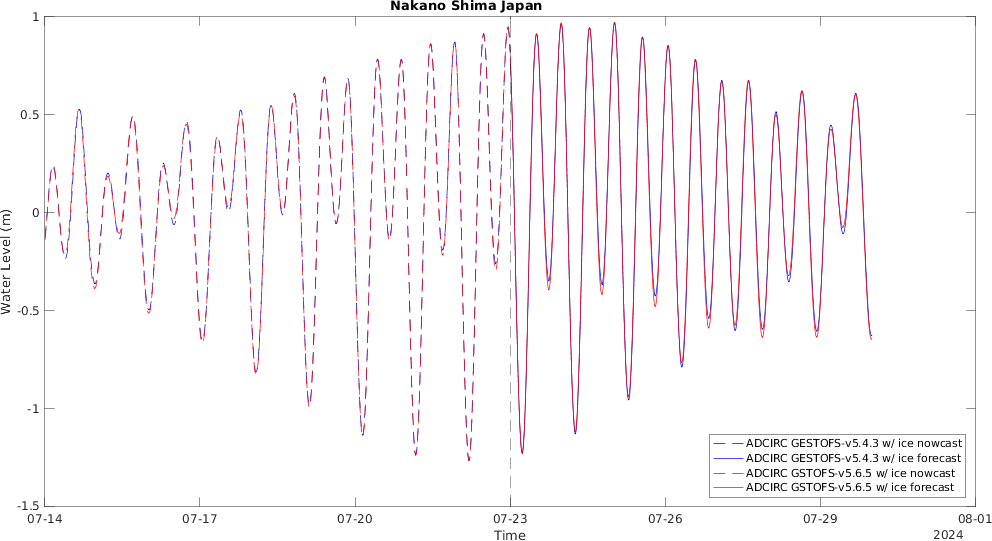 Nakano Shima Japan
1
0.5
0
-0.5
-1
-1.5
Water Level (m)
07-14
07-17
07-20
07-23
07-26
07-29
08-01
Time
2024
ADCIRC GESTOFS-v5.4.3 w/ ice nowcast
ADCIRC GESTOFS-v5.4.3 w/ ice forecast
ADCIRC GSTOFS-v5.6.5 w/ ice nowcast
ADCIRC GSTOFS-v5.6.5 w/ ice forecast